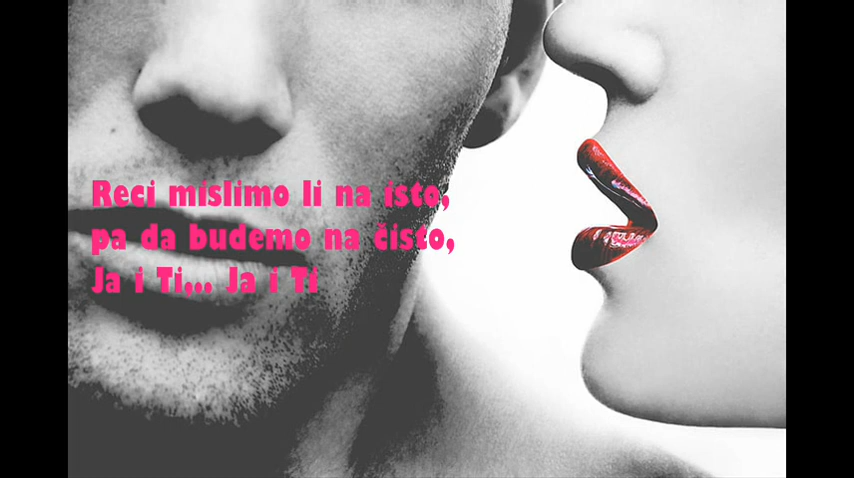 Reci mislimo li na isto,
pa da budemo na čisto,
Ja i Ti,.. Ja i Ti